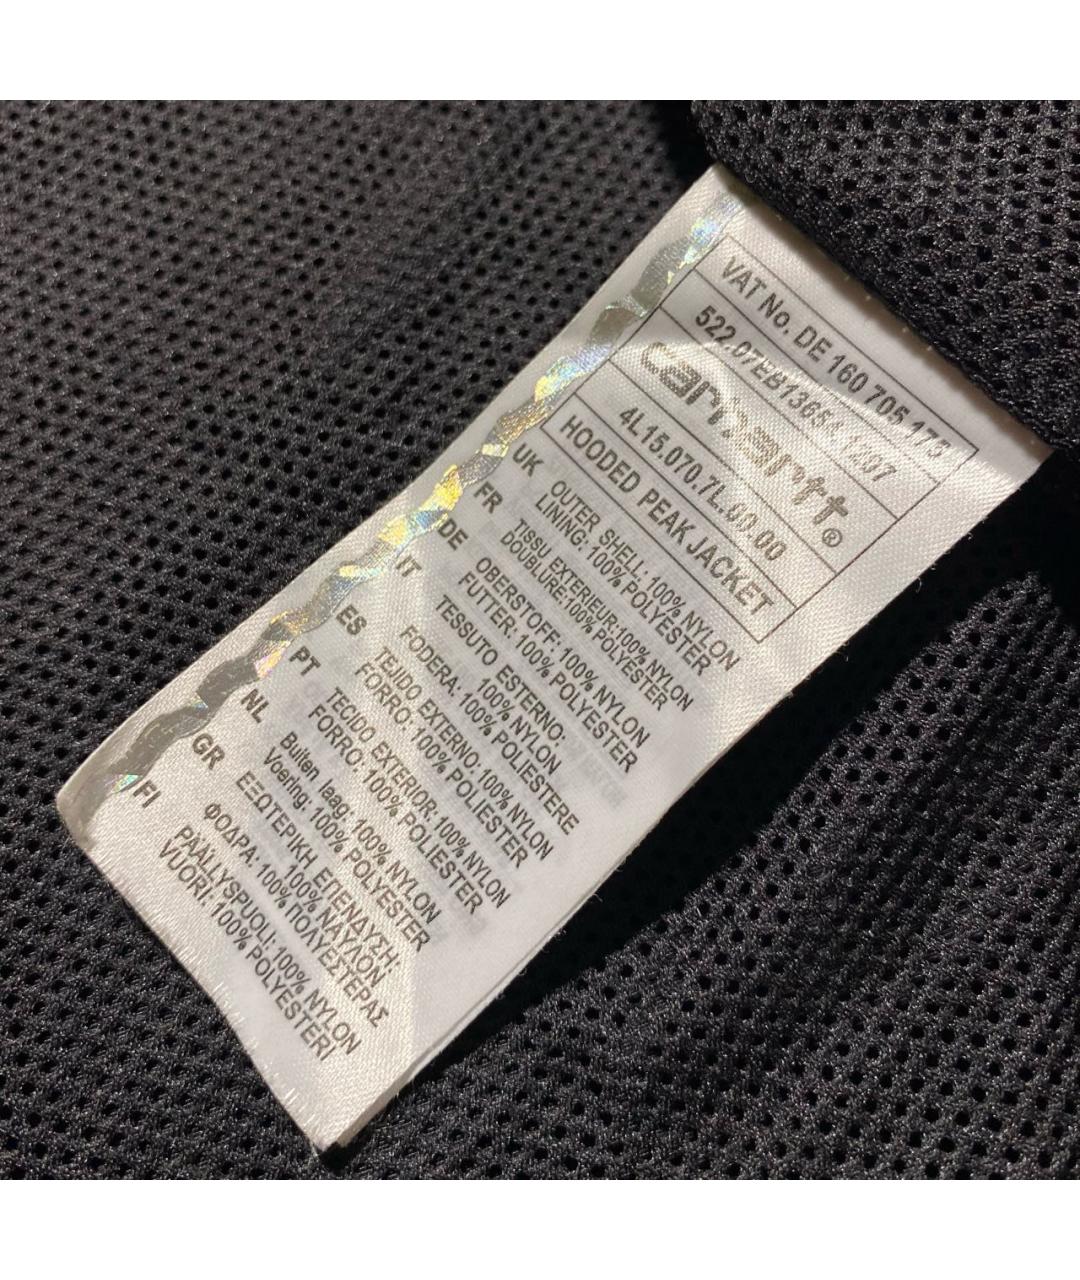 VAT No. DE 160 705 173
522.07EB13654.1207
carhartt®
4L15.070.7L.00.00
HOODED PEAK JACKET
UK OUTER SHELL: 100% NYLON
LINING: 100% POLYESTER
FR TISSU EXTERIEUR:100% NYLON
DOUBLURE:100% POLYESTER
DE OBERSTOFF: 100% NYLON
FUTTER: 100% POLYESTER
IT TESSUTO ESTERNO:
100% NYLON
FODERA: 100% POLIESTERE
ES TEJIDO EXTERNO: 100% NYLON
FORRO: 100% POLIESTER
PT TECIDO EXTERIOR: 100% NYLON
FORRO: 100% POLIESTER
NL Buiten laag: 100% NYLON
Voering: 100% POLYESTER
GR ΕΞΩΤΕΡΙΚΗ ΕΠΕΝΔΥΣΗ:
100% ΝΑΥΛΟΝ
ΦΟΔΡΑ: 100% ΠΟΛΥΕΣΤΕΡΑΣ
FI PÄÄLLYSPUOLI: 100% NYLON
VUORI: 100% POLYESTERI